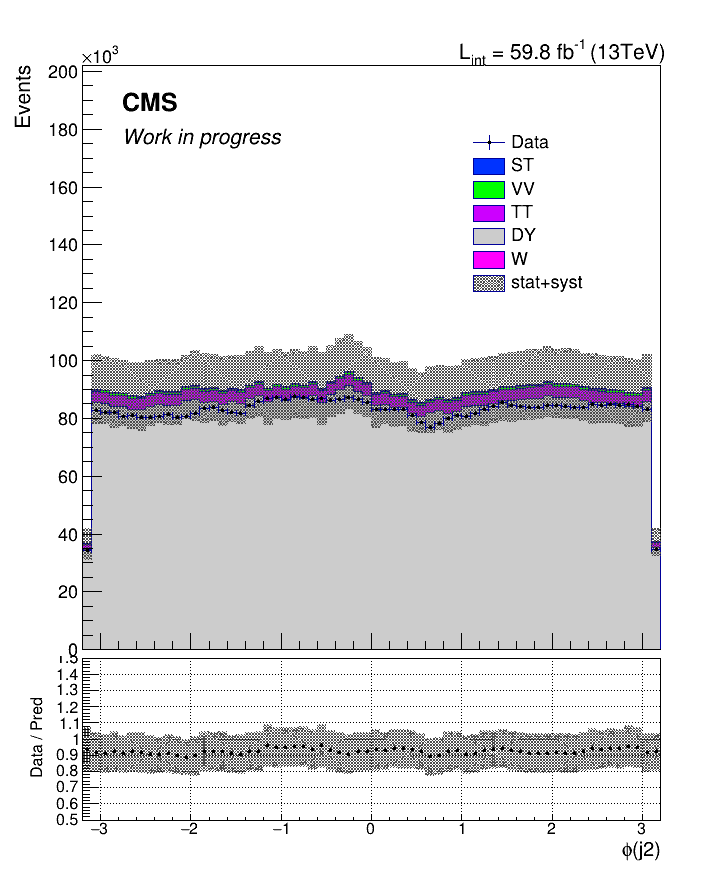 ×10³
L_int = 59.8 fb⁻¹ (13TeV)
Events
200
180
160
140
120
100
80
60
40
20
0
CMS
Work in progress
Data
ST
VV
TT
DY
W
stat+syst
Data / Pred
1.5
1.4
1.3
1.2
1.1
1
0.9
0.8
0.7
0.6
0.5
−3 −2 −1 0 1 2 3
ϕ(j2)